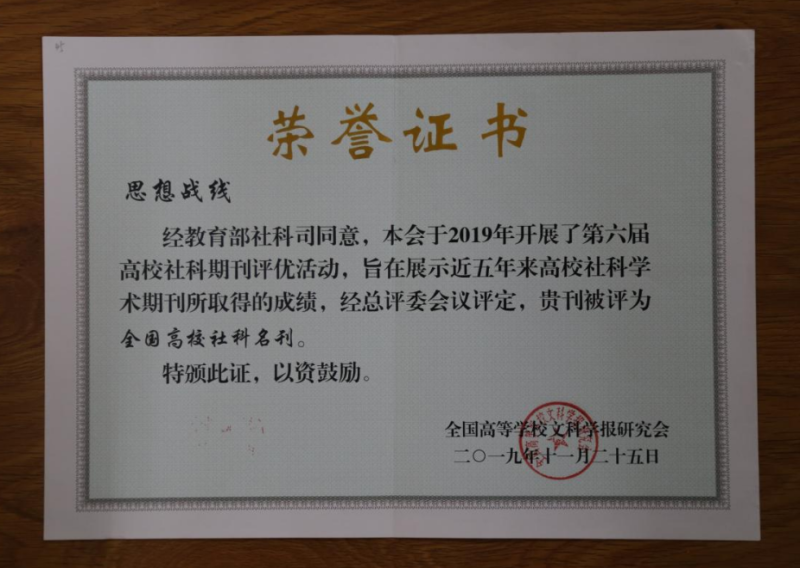 荣誉证书
思想战线
经教育部社科司同意，本会于2019年开展了第六届
高校社科期刊评优活动，旨在展示近五年来高校社科学
术期刊所取得的成绩，经总评委会议评定，贵刊被评为
全国高校社科名刊。
特颁此证，以资鼓励。
全国高等学校文科学报研究会
二〇一九年十一月二十五日